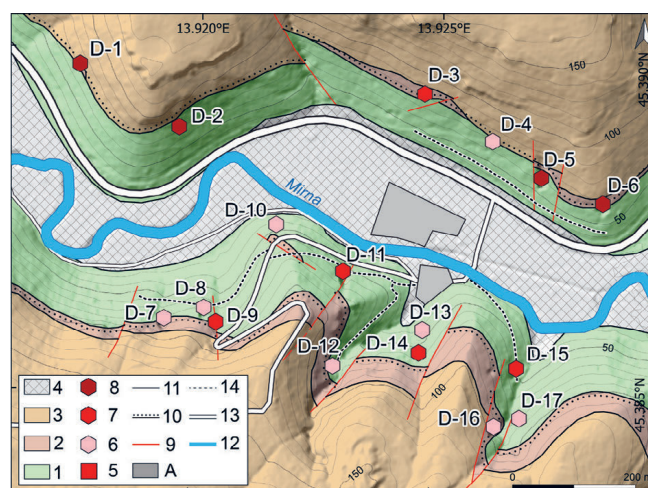 13.920°E
13.925°E
45.390°N
D-1
D-3
150
D-2
D-4
100
D-5
D-6
50
Mirna
D-10
D-11
D-8
D-7
D-9
D-13
D-12
D-14
D-15
50
100
D-16
D-17
45.385°N
150
4 8 11 14
3 7 10 13
2 6 9 12
1 5 A
0 200 m